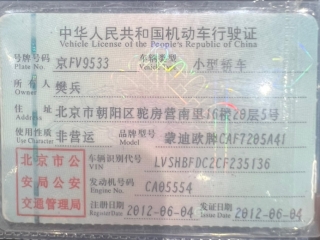 中华人民共和国机动车行驶证
Vehicle License of the People's Republic of China
号牌号码 京FV9533 车辆类型 小型轿车
Plate No. Vehicle Type
所有人 樊兵
Owner
住址 北京市朝阳区驼房营南里16楼28层5号
Address
使用性质 非营运 品牌型号 蒙迪欧牌CAF7205A41
Use Character Model
北京市公安局公安交通管理局
车辆识别代号 LVSHBFDC2CF235136
VIN
发动机号码 CA05554
Engine No.
注册日期 2012-06-04 发证日期 2012-06-04
Register Date Issue Date